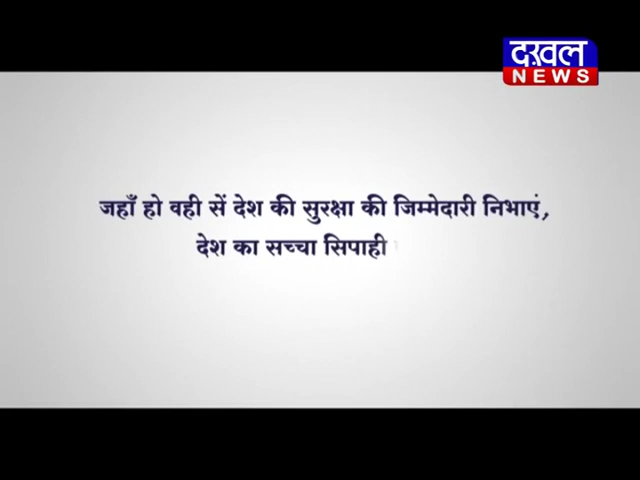 दख़ल
NEWS
जहाँ हो वही सें देश की सुरक्षा की जिम्मेदारी निभाएं,
देश का सच्चा सिपाही